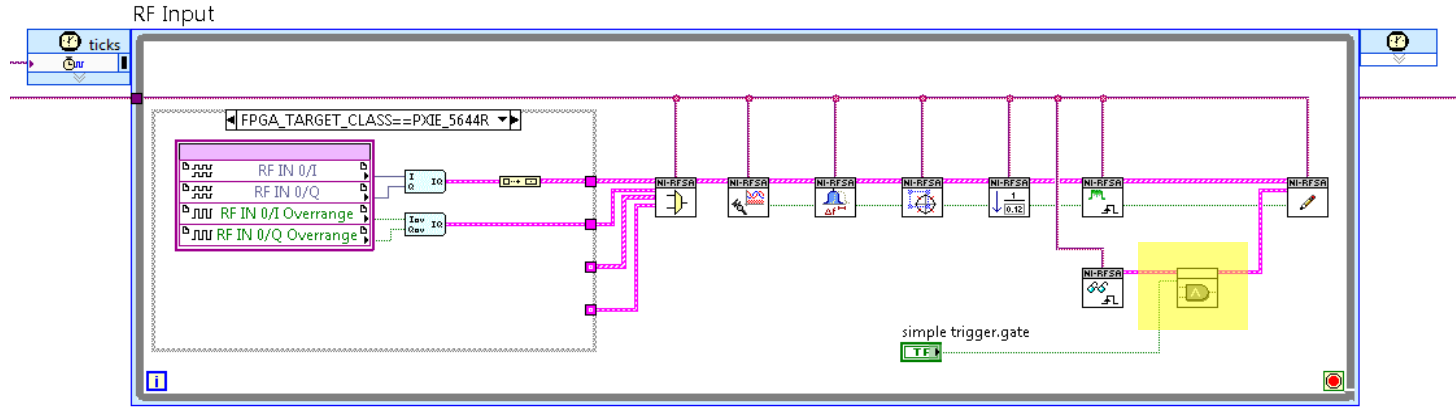 RF Input
ticks
FPGA_TARGET_CLASS==PXIE_5644R
RF IN 0/I
RF IN 0/Q
RF IN 0/I Overrange
RF IN 0/Q Overrange
I
Q
IQ
Iov
Qov
IQ
NI-RFSA
NI-RFSA
NI-RFSA
Δf
NI-RFSA
NI-RFSA
1
0.12
NI-RFSA
NI-RFSA
NI-RFSA
simple trigger.gate
TF
i